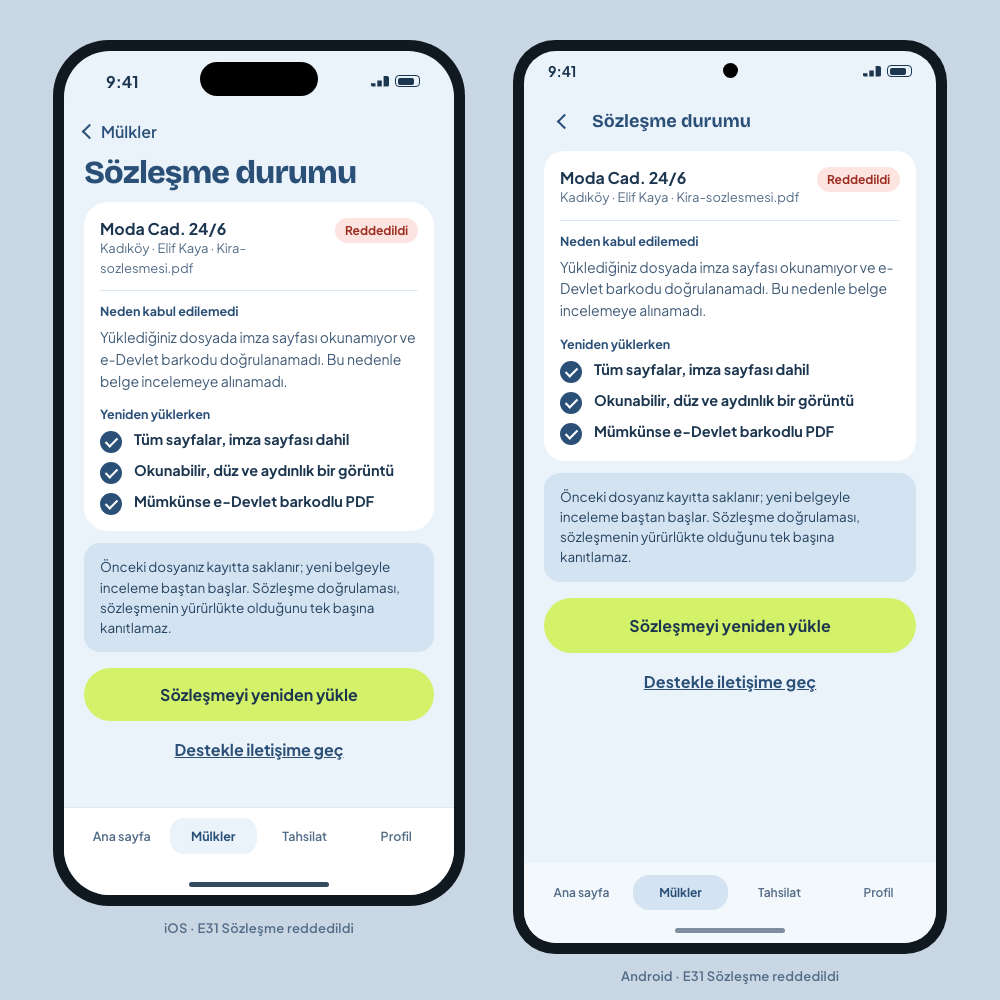 9:41
Mülkler
Sözleşme durumu
Moda Cad. 24/6
Reddedildi
Kadıköy · Elif Kaya · Kira-
sozlesmesi.pdf
Neden kabul edilemedi
Yüklediğiniz dosyada imza sayfası okunamıyor ve
e-Devlet barkodu doğrulanamadı. Bu nedenle
belge incelemeye alınamadı.
Yeniden yüklerken
Tüm sayfalar, imza sayfası dahil
Okunabilir, düz ve aydınlık bir görüntü
Mümkünse e-Devlet barkodlu PDF
Önceki dosyanız kayıtta saklanır; yeni belgeyle
inceleme baştan başlar. Sözleşme doğrulaması,
sözleşmenin yürürlükte olduğunu tek başına
kanıtlamaz.
Sözleşmeyi yeniden yükle
Destekle iletişime geç
Ana sayfa
Mülkler
Tahsilat
Profil
iOS · E31 Sözleşme reddedildi
9:41
Sözleşme durumu
Moda Cad. 24/6
Reddedildi
Kadıköy · Elif Kaya · Kira-sozlesmesi.pdf
Neden kabul edilemedi
Yüklediğiniz dosyada imza sayfası okunamıyor ve e-
Devlet barkodu doğrulanamadı. Bu nedenle belge
incelemeye alınamadı.
Yeniden yüklerken
Tüm sayfalar, imza sayfası dahil
Okunabilir, düz ve aydınlık bir görüntü
Mümkünse e-Devlet barkodlu PDF
Önceki dosyanız kayıtta saklanır; yeni belgeyle
inceleme baştan başlar. Sözleşme doğrulaması,
sözleşmenin yürürlükte olduğunu tek başına
kanıtlamaz.
Sözleşmeyi yeniden yükle
Destekle iletişime geç
Ana sayfa
Mülkler
Tahsilat
Profil
Android · E31 Sözleşme reddedildi